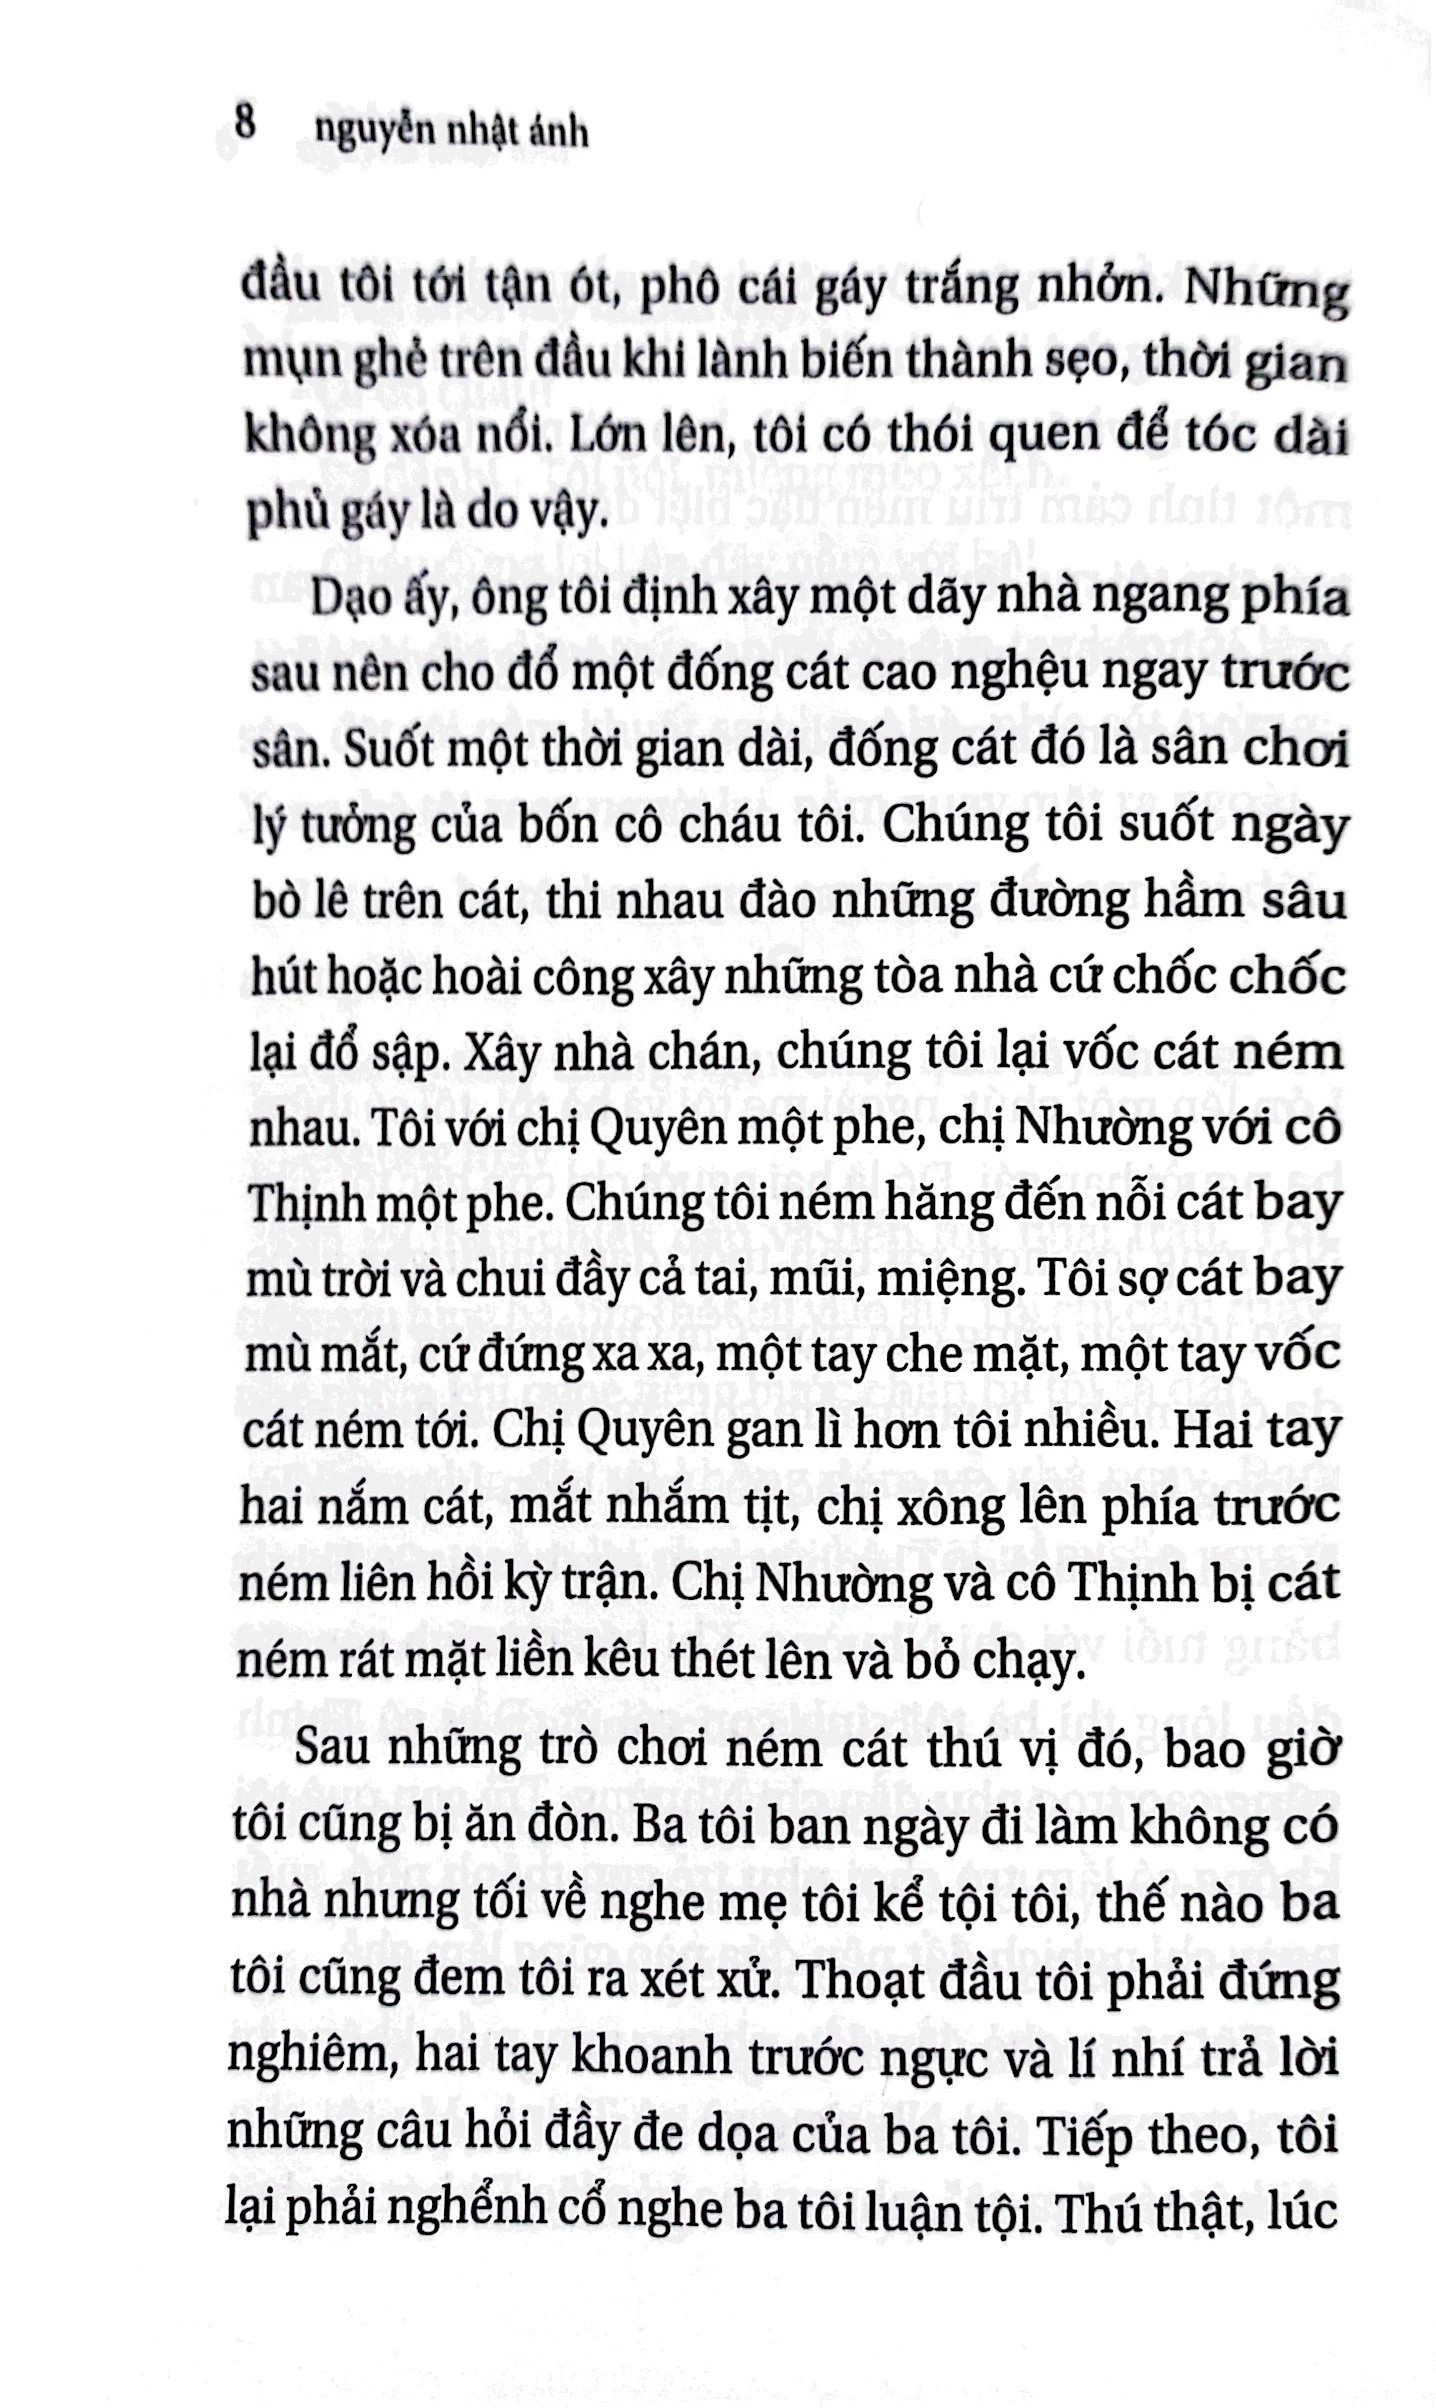 8 nguyễn nhật ánh
đầu tôi tới tận ót, phô cái gáy trắng nhởn. Những
mụn ghẻ trên đầu khi lành biến thành sẹo, thời gian
không xóa nổi. Lớn lên, tôi có thói quen để tóc dài
phủ gáy là do vậy.
Dạo ấy, ông tôi định xây một dãy nhà ngang phía
sau nên cho đổ một đống cát cao nghệu ngay trước
sân. Suốt một thời gian dài, đống cát đó là sân chơi
lý tưởng của bốn cô cháu tôi. Chúng tôi suốt ngày
bò lê trên cát, thi nhau đào những đường hầm sâu
hút hoặc hoài công xây những tòa nhà cứ chốc chốc
lại đổ sập. Xây nhà chán, chúng tôi lại vốc cát ném
nhau. Tôi với chị Quyên một phe, chị Nhường với cô
Thịnh một phe. Chúng tôi ném hăng đến nỗi cát bay
mù trời và chui đầy cả tai, mũi, miệng. Tôi sợ cát bay
mù mắt, cứ đứng xa xa, một tay che mặt, một tay vốc
cát ném tới. Chị Quyên gan lì hơn tôi nhiều. Hai tay
hai nắm cát, mắt nhắm tịt, chị xông lên phía trước
ném liên hồi kỳ trận. Chị Nhường và cô Thịnh bị cát
ném rát mặt liền kêu thét lên và bỏ chạy.
Sau những trò chơi ném cát thú vị đó, bao giờ
tôi cũng bị ăn đòn. Ba tôi ban ngày đi làm không có
nhà nhưng tối về nghe mẹ tôi kể tội tôi, thế nào ba
tôi cũng đem tôi ra xét xử. Thoạt đầu tôi phải đứng
nghiêm, hai tay khoanh trước ngực và lí nhí trả lời
những câu hỏi đầy đe dọa của ba tôi. Tiếp theo, tôi
lại phải nghểnh cổ nghe ba tôi luận tội. Thú thật, lúc